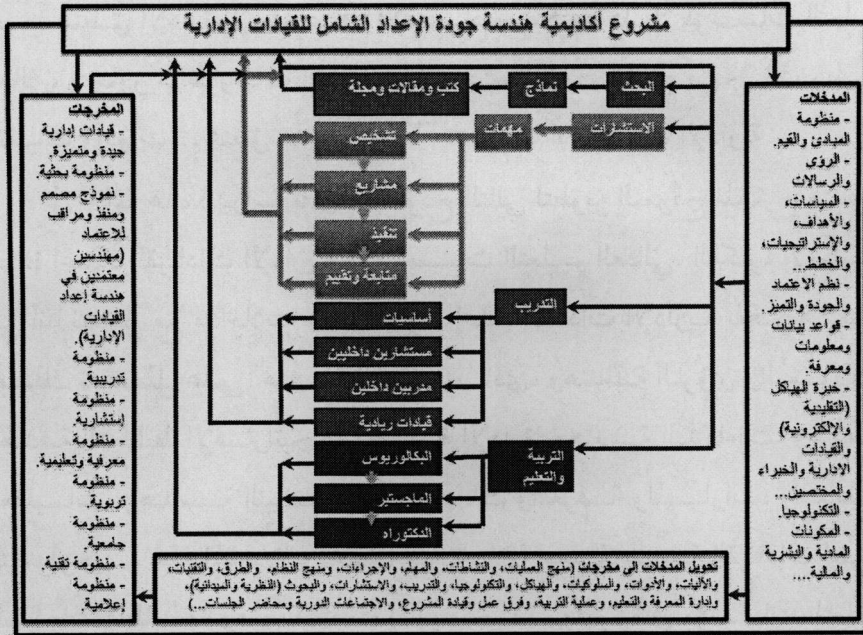 مشروع أكاديمية هندسة جودة الإعداد الشامل للقيادات الإدارية
المدخلات
- منظومة
المبادئ والقيم.
- الرؤى
والرسالات
، السياسات،
والأهداف،
والإستراتيجيات،
والخطط...
- نظم الاعتماد
والجودة والتميز
- قواعد بيانات
ومعلومات
ومعرفة.
- خبرة الهياكل
(التقليدية
والإلكترونية)
والقيادات
الادارية والخبراء
والمختصين...
- التكنولوجيا.
- المكونات
المادية والبشرية
والمالية....
البحث
نماذج
كتب ومقالات ومجلة
الاستشارات
مهمات
تشخيص
مشاريع
تنفيذ
متابعة وتقييم
التدريب
أساسيات
مستشارين داخليين
مدربين داخلين
قيادات ريادية
التربية
والتعليم
البكالوريوس
الماجستير
الدكتوراه
المخرجات
- قيادات إدارية
جيدة ومتميزة.
- منظومة بحثية.
- نموذج مصمم
ومنفذ ومراقب
للاعتماد
(مهندسين
معتمدين في
هندسة إعداد
القيادات
الإدارية).
- منظومة
تدريبية.
- منظومة
إستشارية.
- منظومة
معرفية وتعليمية.
- منظومة
تربوية.
- منظومة
جامعية.
- منظومة تقنية.
- منظومة
إعلامية.
تحويل المدخلات إلى مخرجات (منهج العمليات، والنشاطات، والمهام، والإجراءات، ومنهج النظام، والطرق، والتقنيات،
والآليات، والأدوات، والسلوكيات، والهياكل، والتكنولوجيا، والتدريب، والاستشارات، والبحوث (النظرية والميدانية)،
وإدارة المعرفة والتعليم، وعملية التربية، وفرق عمل وقيادة المشروع، والاجتماعات الدورية ومحاضر الجلسات...)